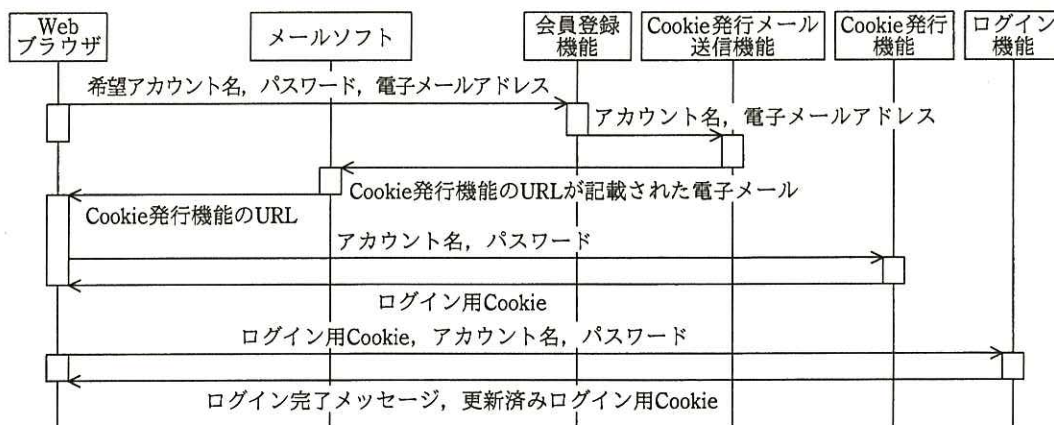 Web
ブラウザ
メールソフト
会員登録
機能
Cookie発行メール
送信機能
Cookie発行
機能
ログイン
機能
希望アカウント名，パスワード，電子メールアドレス
アカウント名，電子メールアドレス
Cookie発行機能のURLが記載された電子メール
Cookie発行機能のURL
アカウント名，パスワード
ログイン用Cookie
ログイン用Cookie，アカウント名，パスワード
ログイン完了メッセージ，更新済みログイン用Cookie